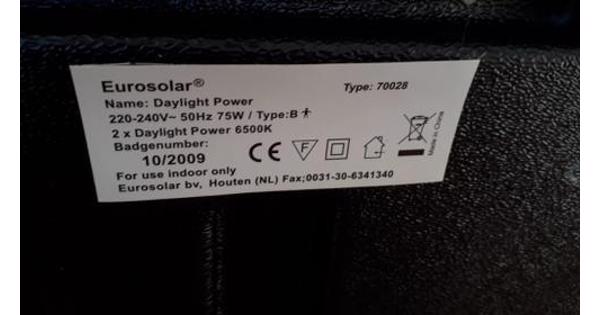 Eurosolar® Type: 70028
Name: Daylight Power
220-240V~ 50Hz 75W / Type:B
2 x Daylight Power 6500K
Badgenumber:
10/2009 CE F
For use indoor only
Eurosolar bv, Houten (NL) Fax;0031-30-6341340
Made in China